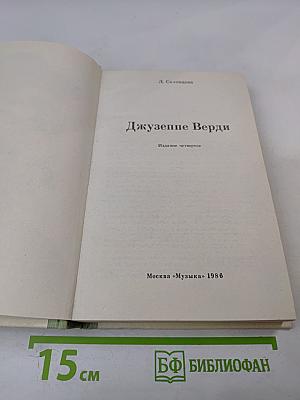 Л. Соловцова
Джузеппе Верди
Издание четвертое
Москва «Музыка» 1986
15 см
БФ БИБЛИОФАН